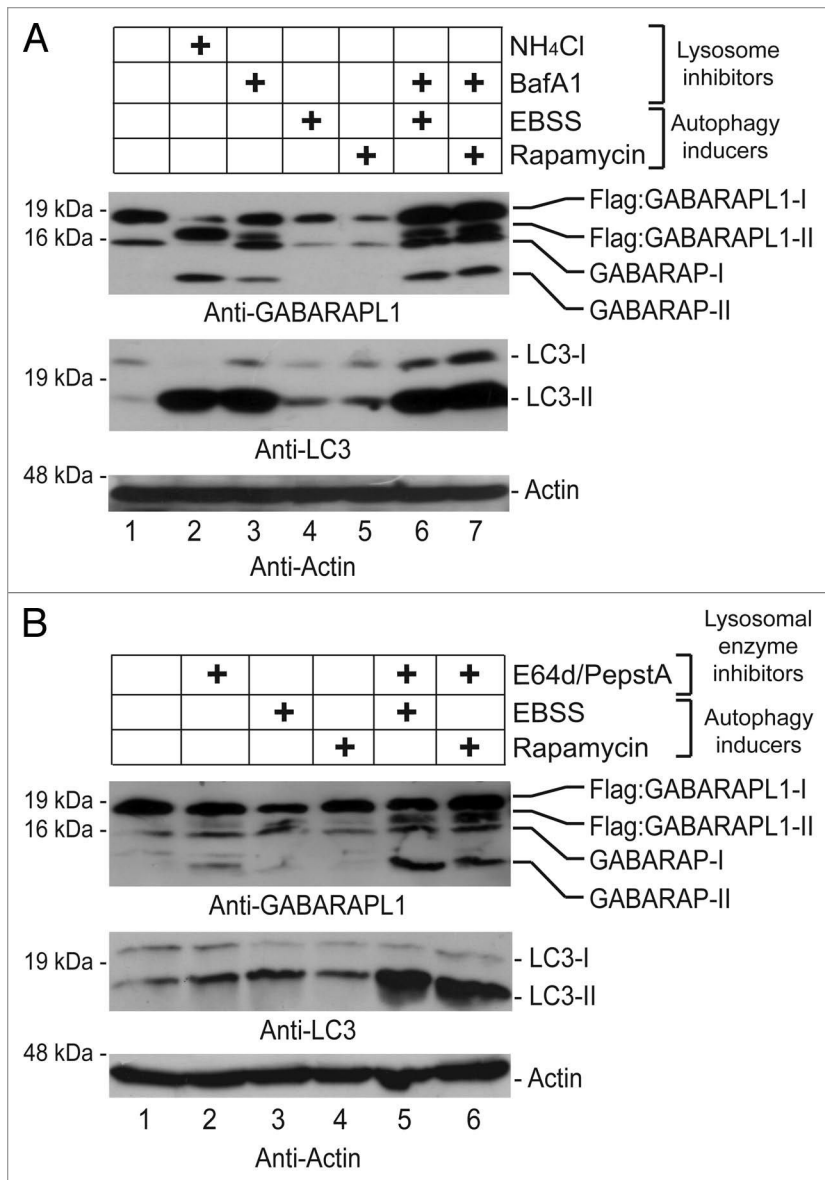 A
+ NH₄Cl
+ + + BafA1
Lysosome
inhibitors
+ + EBSS
+ + Rapamycin
Autophagy
inducers
19 kDa -
16 kDa -
Flag:GABARAPL1-I
Flag:GABARAPL1-II
GABARAP-I
GABARAP-II
Anti-GABARAPL1
19 kDa -
- LC3-I
- LC3-II
Anti-LC3
48 kDa -
- Actin
1 2 3 4 5 6 7
Anti-Actin
B
+ + + E64d/PepstA
Lysosomal
enzyme
inhibitors
+ + EBSS
+ + Rapamycin
Autophagy
inducers
19 kDa -
16 kDa -
Flag:GABARAPL1-I
Flag:GABARAPL1-II
GABARAP-I
GABARAP-II
Anti-GABARAPL1
19 kDa -
- LC3-I
- LC3-II
Anti-LC3
48 kDa -
- Actin
1 2 3 4 5 6
Anti-Actin